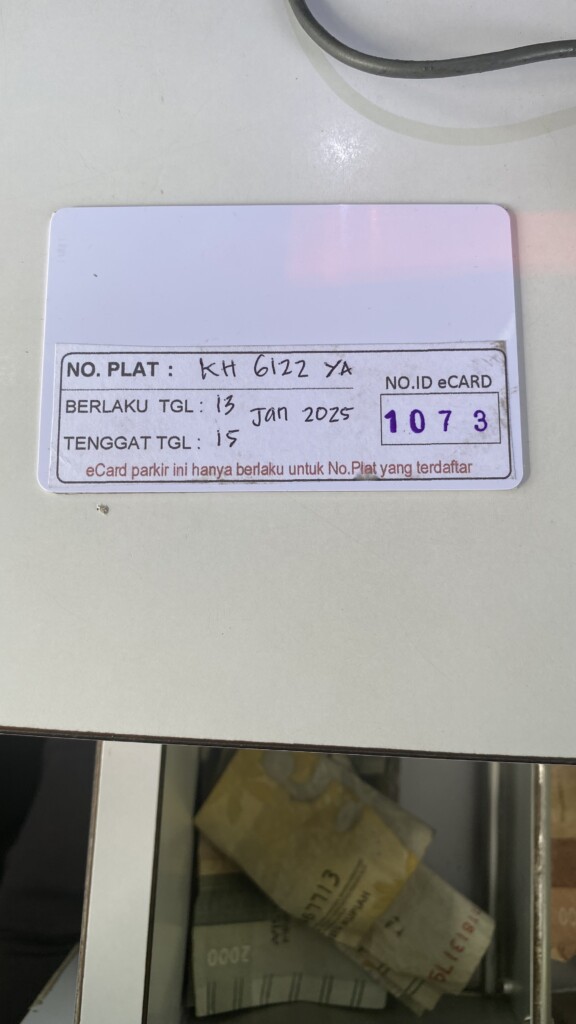 NO. PLAT : KH 6122 YA
NO.ID eCARD
BERLAKU TGL : 13 Jan 2025
1073
TENGGAT TGL : 15
eCard parkir ini hanya berlaku untuk No.Plat yang terdaftar
2000